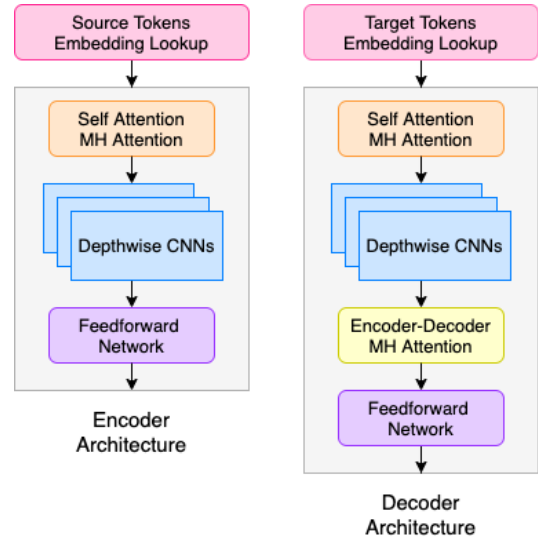 Source Tokens
Embedding Lookup
Self Attention
MH Attention
Depthwise CNNs
Feedforward
Network
Encoder
Architecture
Target Tokens
Embedding Lookup
Self Attention
MH Attention
Depthwise CNNs
Encoder-Decoder
MH Attention
Feedforward
Network
Decoder
Architecture